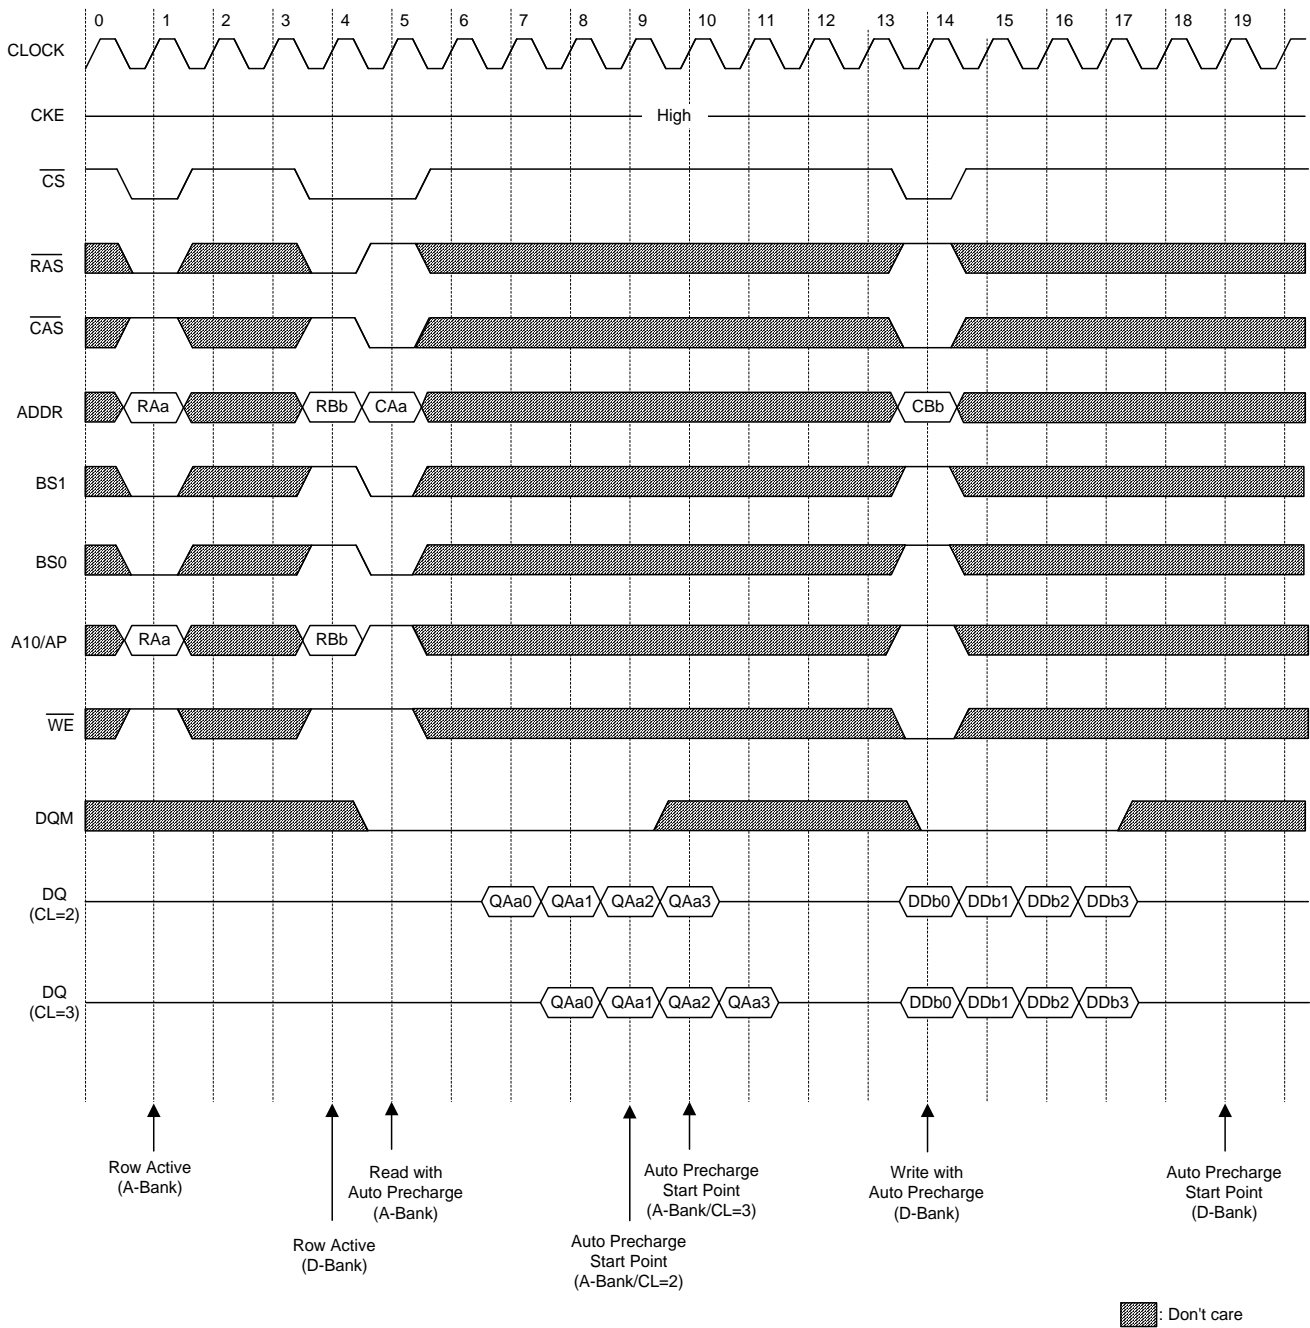 0 1 2 3 4 5 6 7 8 9 10 11 12 13 14 15 16 17 18 19
CLOCK
CKE High
CS
RAS
CAS
ADDR RAa RBb CAa CBb
BS1
BS0
A10/AP RAa RBb
WE
DQM
DQ
(CL=2)
QAa0 QAa1 QAa2 QAa3 DDb0 DDb1 DDb2 DDb3
DQ
(CL=3)
QAa0 QAa1 QAa2 QAa3 DDb0 DDb1 DDb2 DDb3
Row Active
(A-Bank)
Row Active
(D-Bank)
Read with
Auto Precharge
(A-Bank)
Auto Precharge
Start Point
(A-Bank/CL=2)
Auto Precharge
Start Point
(A-Bank/CL=3)
Write with
Auto Precharge
(D-Bank)
Auto Precharge
Start Point
(D-Bank)
: Don't care